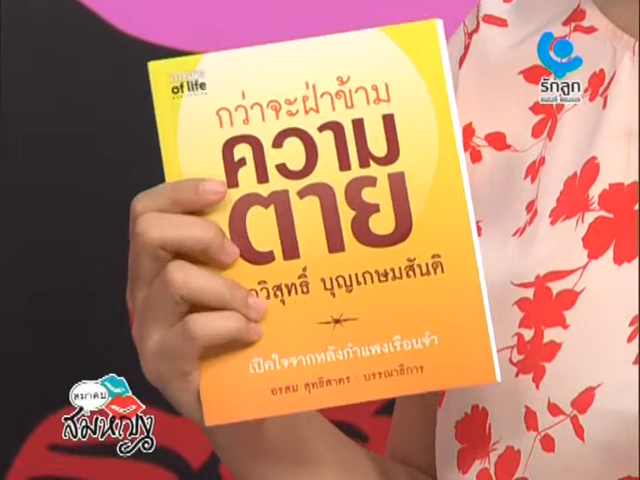 of life
กว่าจะฝ่าข้าม
ความ
ตาย
วิสุทธิ์ บุญเกษมสันติ
เปิดใจจากหลังกำแพงเรือนจำ
อรสม สุทธิสาคร : บรรณาธิการ
รักลูก
สมาคม
สมหญิง